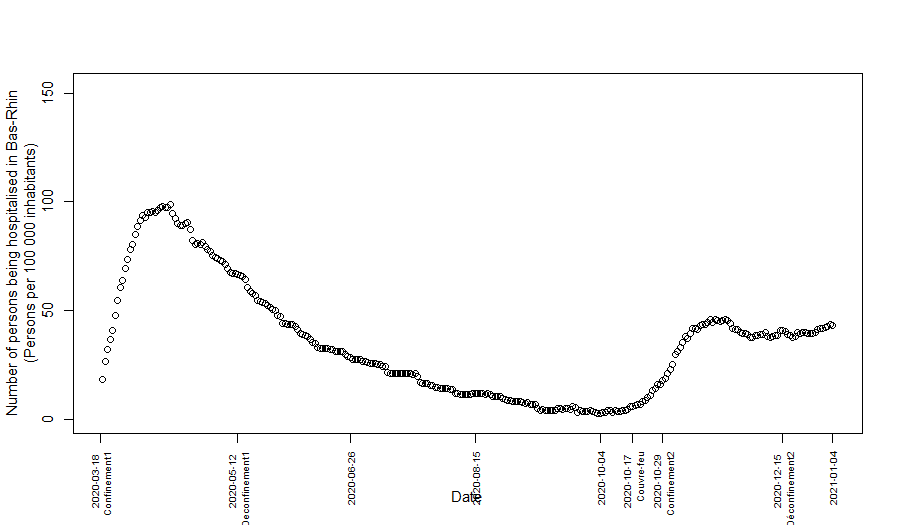 Number of persons being hospitalised in Bas-Rhin
(Persons per 100 000 inhabitants)
150
100
50
0
2020-03-18
Confinement1
2020-05-12
Déconfinement1
2020-06-26
2020-08-15
2020-10-04
2020-10-17
Couvre-feu
2020-10-29
Confinement2
2020-12-15
Déconfinement2
2021-01-04
Date